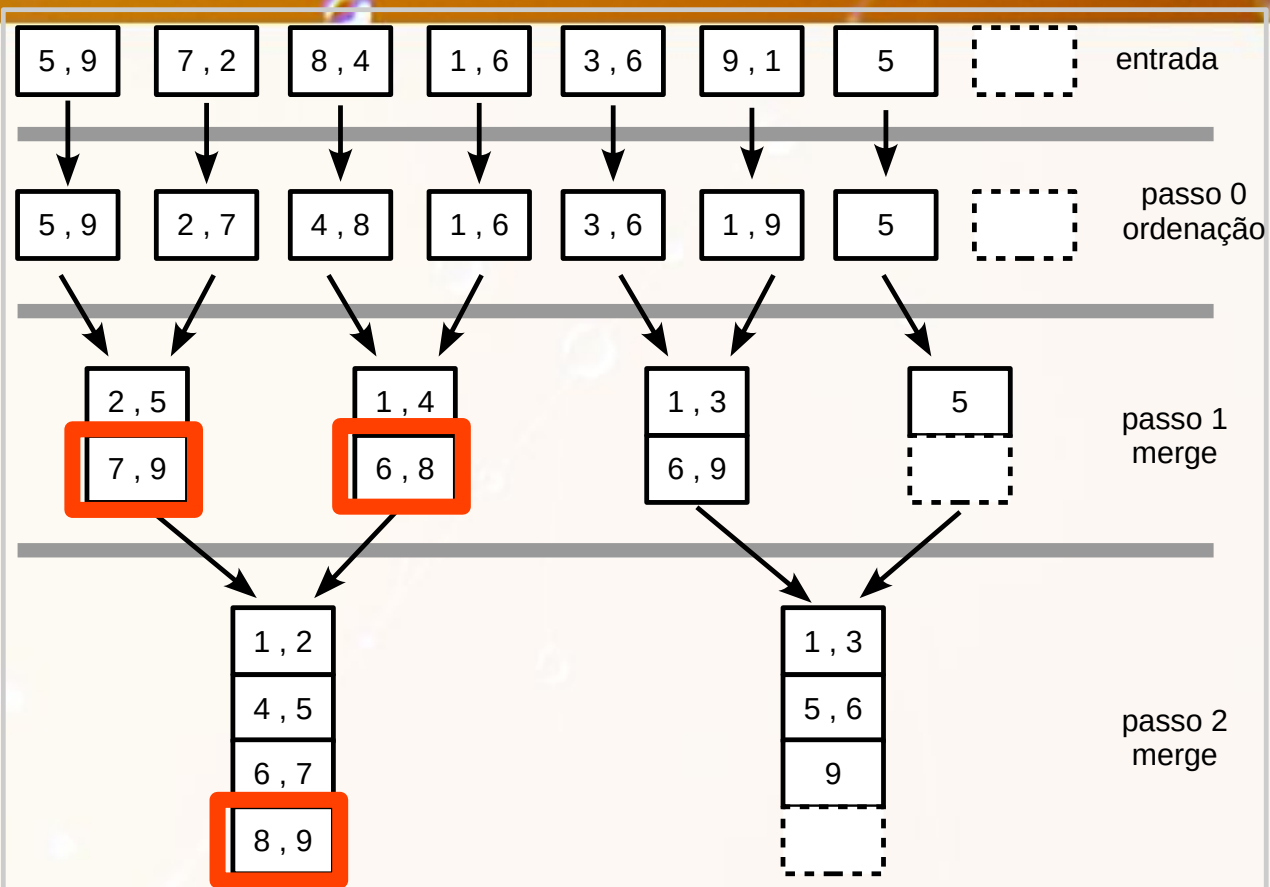 5 , 9 7 , 2 8 , 4 1 , 6 3 , 6 9 , 1 5 entrada
passo 0
5 , 9 2 , 7 4 , 8 1 , 6 3 , 6 1 , 9 5 ordenação
2 , 5 1 , 4 1 , 3 5
passo 1
7 , 9 6 , 8 6 , 9 merge
1 , 2 1 , 3
4 , 5 5 , 6
passo 2
6 , 7 9 merge
8 , 9